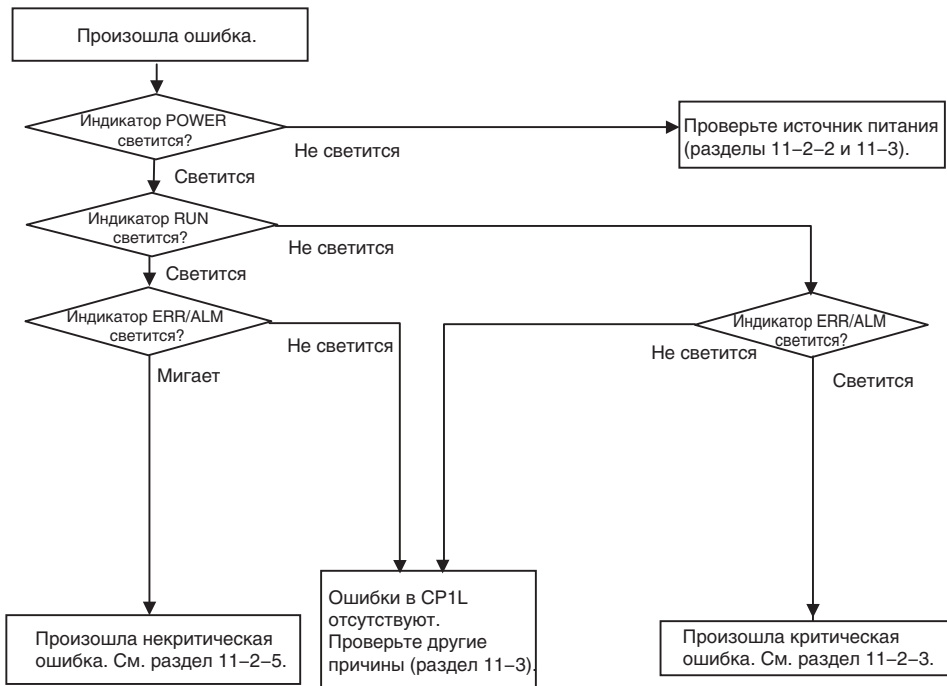 Произошла ошибка.
Индикатор POWER
светится?
Не светится
Проверьте источник питания
(разделы 11–2–2 и 11–3).
Светится
Индикатор RUN
светится?
Не светится
Светится
Индикатор ERR/ALM
светится?
Не светится
Мигает
Индикатор ERR/ALM
светится?
Не светится
Светится
Произошла некритическая
ошибка. См. раздел 11–2–5.
Ошибки в CP1L
отсутствуют.
Проверьте другие
причины (раздел 11–3).
Произошла критическая
ошибка. См. раздел 11–2–3.